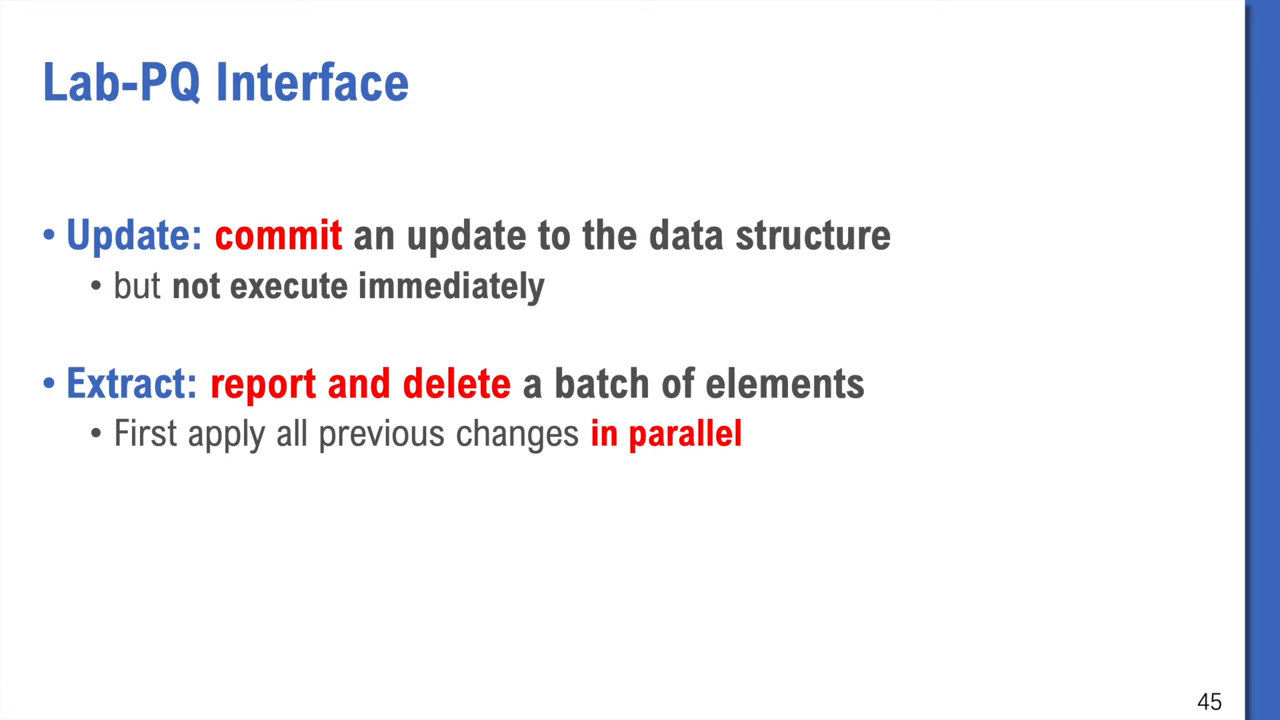 Lab-PQ Interface
• Update: commit an update to the data structure
• but not execute immediately
• Extract: report and delete a batch of elements
• First apply all previous changes in parallel
45